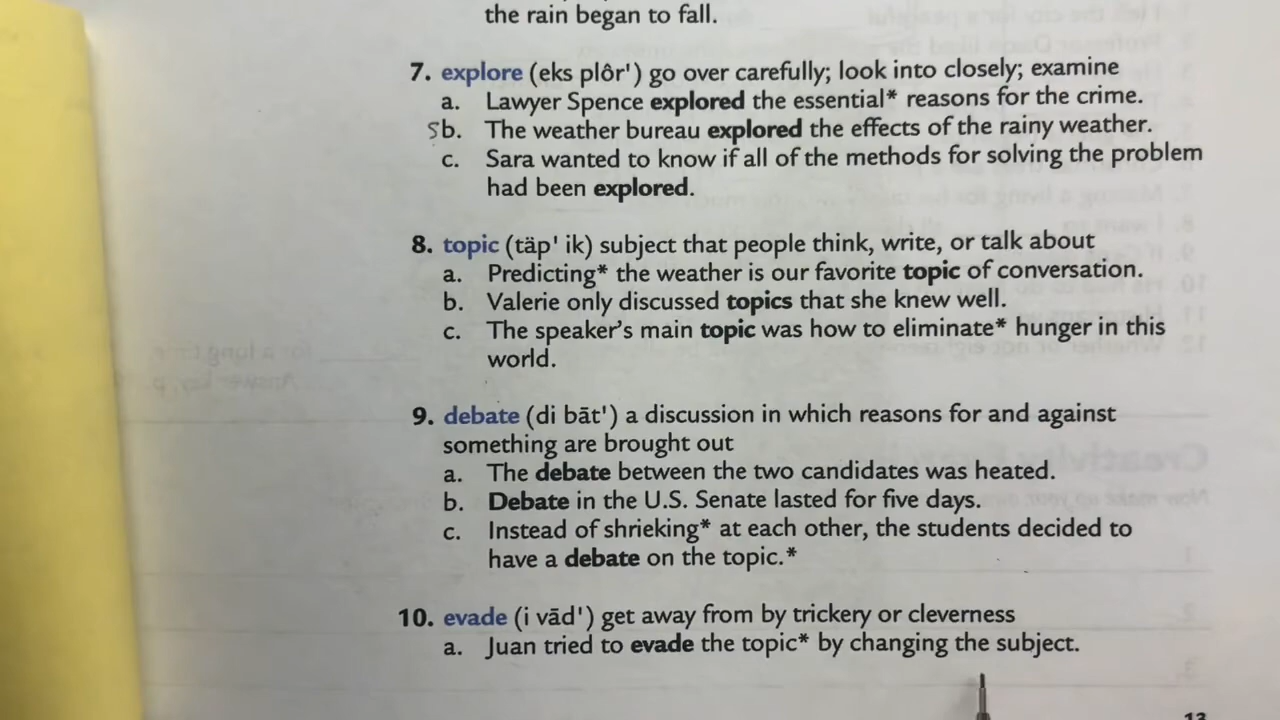 the rain began to fall.
7. explore (eks plôr') go over carefully; look into closely; examine
a. Lawyer Spence explored the essential* reasons for the crime.
5b. The weather bureau explored the effects of the rainy weather.
c. Sara wanted to know if all of the methods for solving the problem
had been explored.
8. topic (täp' ik) subject that people think, write, or talk about
a. Predicting* the weather is our favorite topic of conversation.
b. Valerie only discussed topics that she knew well.
c. The speaker's main topic was how to eliminate* hunger in this
world.
9. debate (di bāt') a discussion in which reasons for and against
something are brought out
a. The debate between the two candidates was heated.
b. Debate in the U.S. Senate lasted for five days.
c. Instead of shrieking* at each other, the students decided to
have a debate on the topic.*
10. evade (i vād') get away from by trickery or cleverness
a. Juan tried to evade the topic* by changing the subject.
13